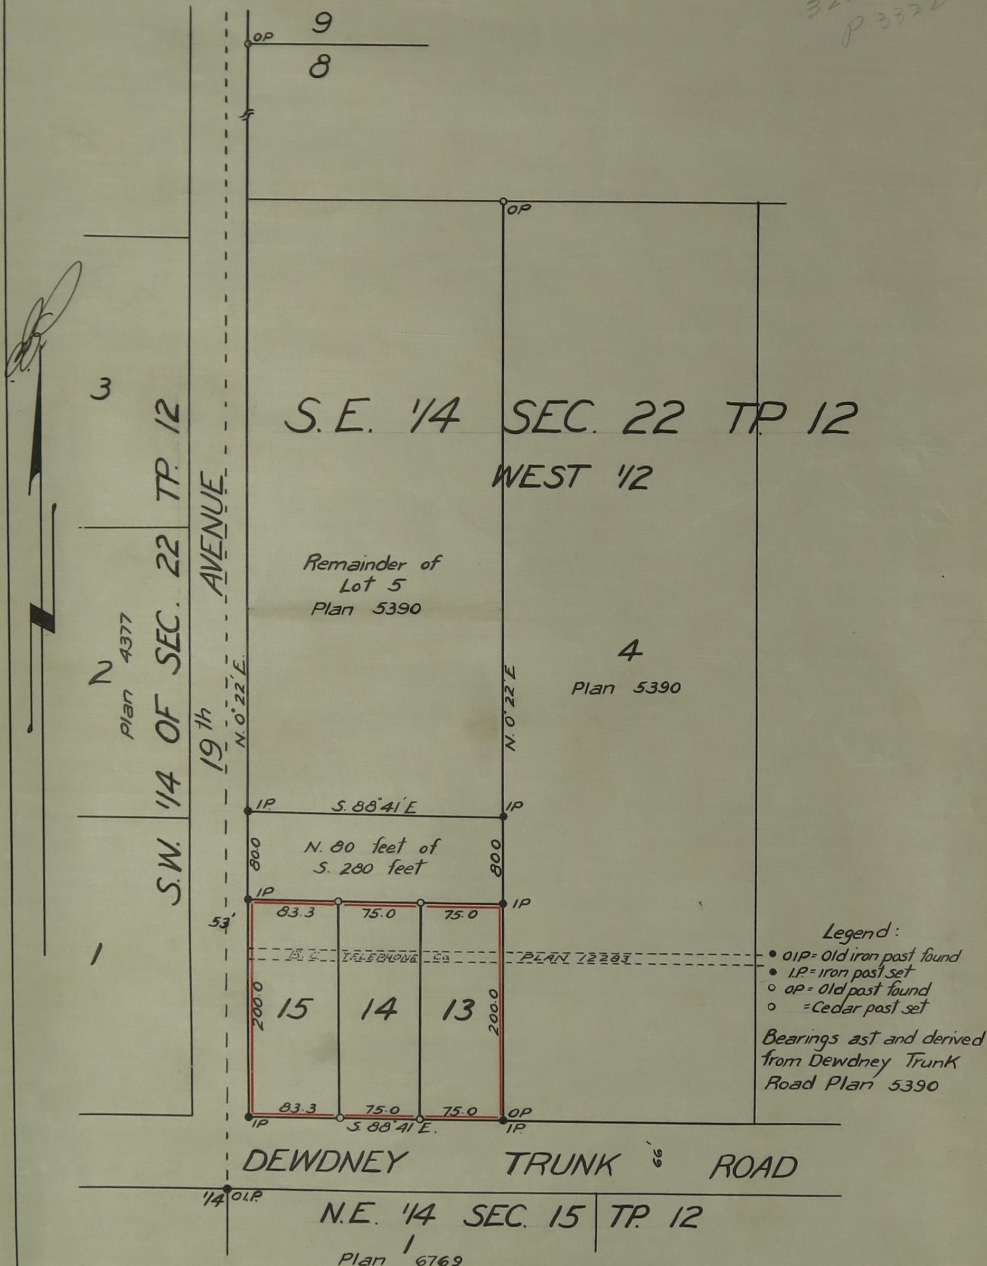 P. 3322
9
OP
8
OP
3
S.E. 1/4 SEC. 22 TP. 12
WEST 1/2
S.W. 1/4 OF SEC. 22 TP. 12
19th AVENUE
Remainder of
Lot 5
Plan 5390
2
Plan 4377
4
Plan 5390
N. 0° 22' E.
N. 0° 22' E
I.P. S. 88° 41' E IP
80.0
N. 80 feet of
S. 280 feet
80.0
IP
IP
53'
83.3 75.0 75.0
1
B.C. TELEPHONE Co PLAN 72283
200.0
15 14 13
200.0
83.3 75.0 75.0
IP
S. 88° 41' E.
OP
IP.
Legend:
O.I.P = Old iron post found
I.P. = Iron post set
OP = Old post found
= Cedar post set
Bearings ast and derived
from Dewdney Trunk
Road Plan 5390
DEWDNEY TRUNK 66' ROAD
1/4 O.I.P.
N.E. 1/4 SEC. 15 TP. 12
1
Plan 6769